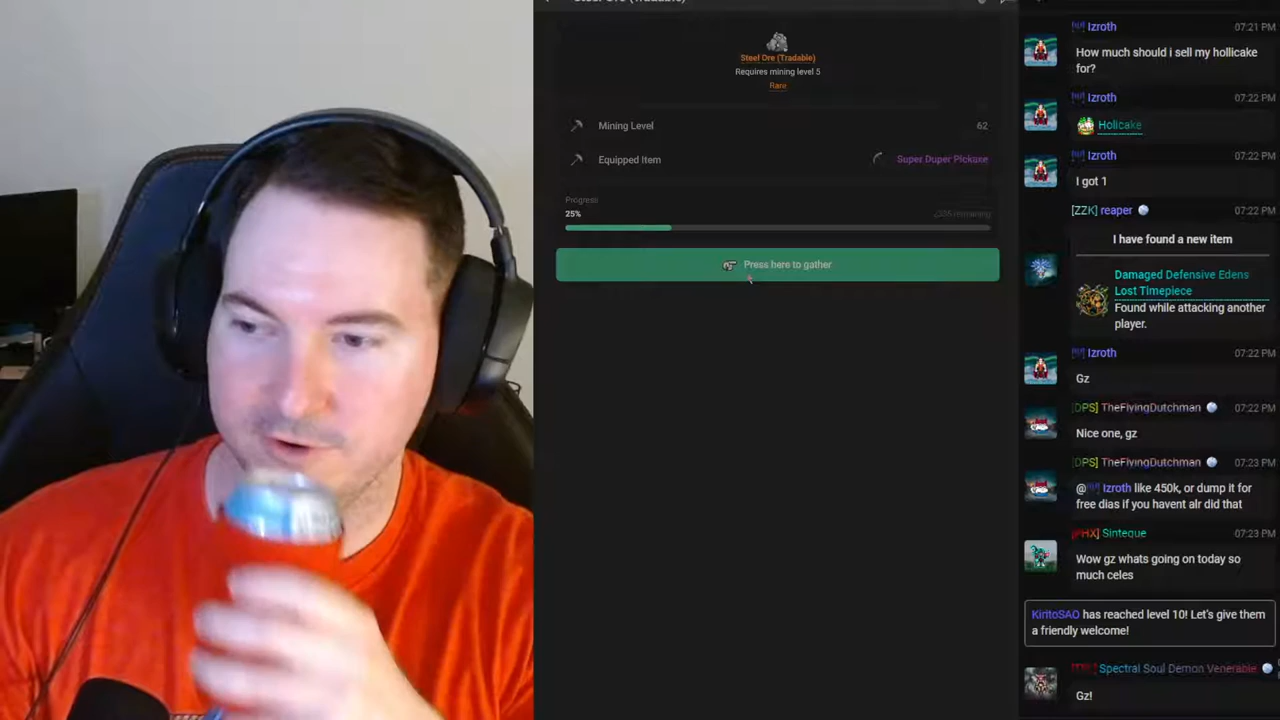 Steel Ore (Tradable)
Steel Ore (Tradable)
Requires mining level 5
Rare
Mining Level
62
Equipped Item
Super Duper Pickaxe
Progress
25%
remaining
Press here to gather
Izroth
07:21 PM
How much should i sell my hollicake
for?
Izroth
07:22 PM
Holicake
Izroth
07:22 PM
I got 1
[ZZK] reaper
07:22 PM
I have found a new item
Damaged Defensive Edens
Lost Timepiece
Found while attacking another
player.
Izroth
07:22 PM
Gz
[DPS] TheFlyingDutchman
07:22 PM
Nice one, gz
[DPS] TheFlyingDutchman
07:23 PM
@ Izroth like 450k, or dump it for
free dias if you havent alr did that
[PHX] Sinteque
07:23 PM
Wow gz whats going on today so
much celes
KiritoSAO has reached level 10! Let's give them
a friendly welcome!
Spectral Soul Demon Venerable
Gz!